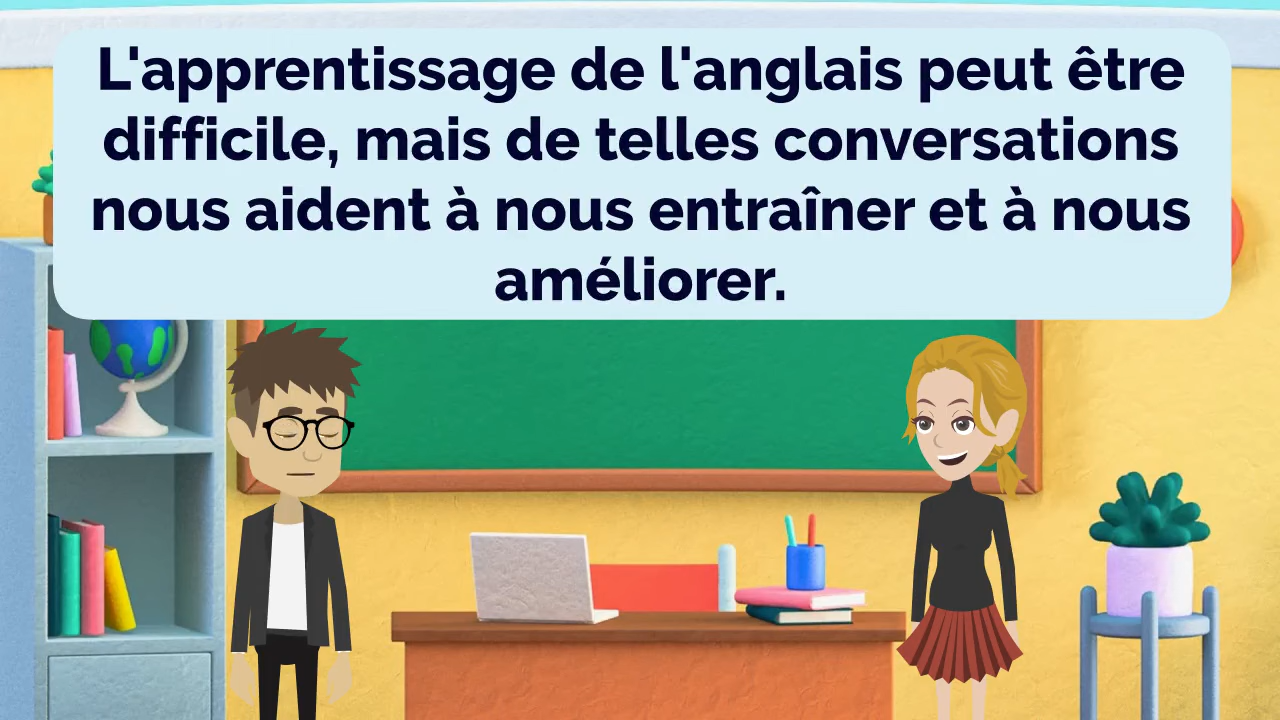 L'apprentissage de l'anglais peut être
difficile, mais de telles conversations
nous aident à nous entraîner et à nous
améliorer.